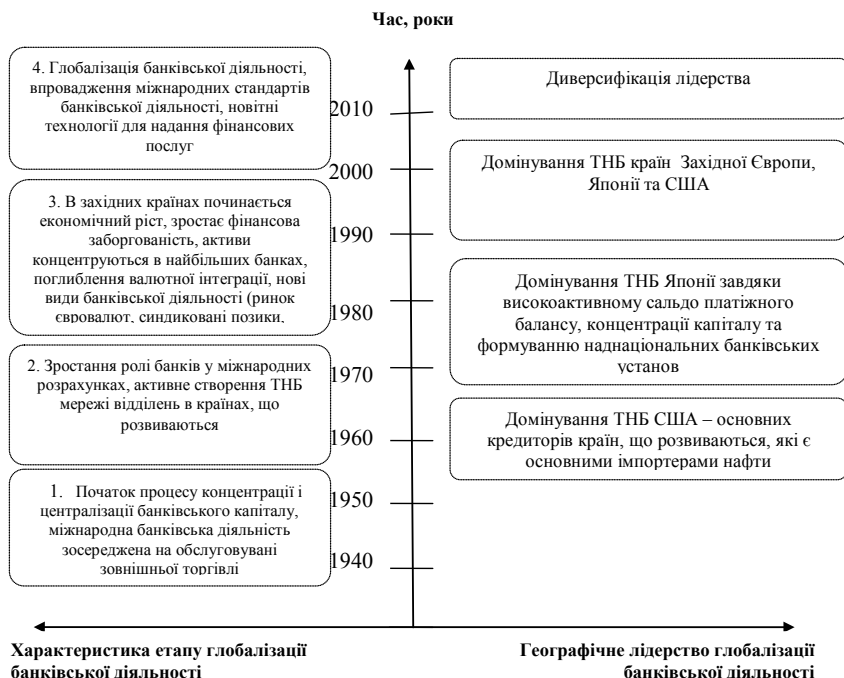 Час, роки
4. Глобалізація банківської діяльності,
впровадження міжнародних стандартів
банківської діяльності, новітні
технології для надання фінансових
послуг
3. В західних країнах починається
економічний ріст, зростає фінансова
заборгованість, активи
концентруються в найбільших банках,
поглиблення валютної інтеграції, нові
види банківської діяльності (ринок
євровалют, синдиковані позики,
2. Зростання ролі банків у міжнародних
розрахунках, активне створення ТНБ
мережі відділень в країнах, що
розвиваються
1. Початок процесу концентрації і
централізації банківського капіталу,
міжнародна банківська діяльність
зосереджена на обслуговувані
зовнішньої торгівлі
2010
2000
1990
1980
1970
1960
1950
1940
Диверсифікація лідерства
Домінування ТНБ країн Західної Європи,
Японії та США
Домінування ТНБ Японії завдяки
високоактивному сальдо платіжного
балансу, концентрації капіталу та
формуванню наднаціональних банківських
установ
Домінування ТНБ США – основних
кредиторів країн, що розвиваються, які є
основними імпортерами нафти
Характеристика етапу глобалізації
банківської діяльності
Географічне лідерство глобалізації
банківської діяльності